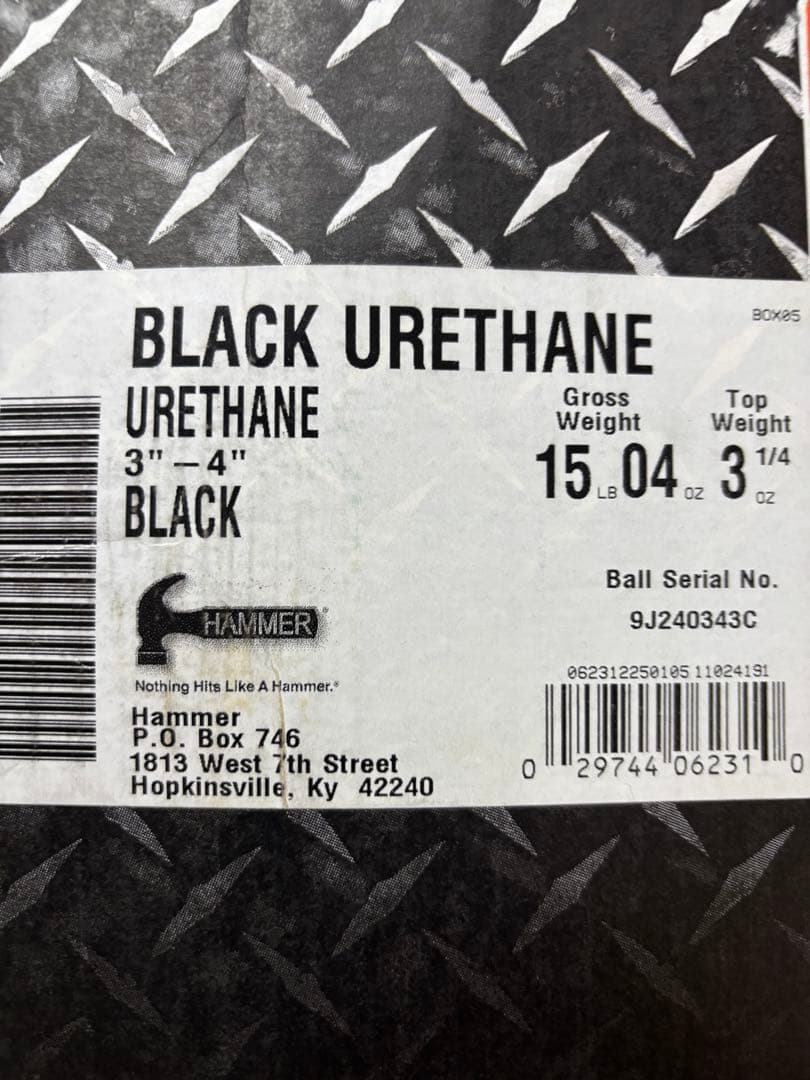 BLACK URETHANE
BOX05
URETHANE
3" – 4"
BLACK
Gross Weight
15 LB 04 OZ
Top Weight
3 1/4 OZ
Ball Serial No.
9J240343C
HAMMER®
Nothing Hits Like A Hammer.®
Hammer
P.O. Box 746
1813 West 7th Street
Hopkinsville, Ky 42240
062312250105 11024191
0 29744 06231 0